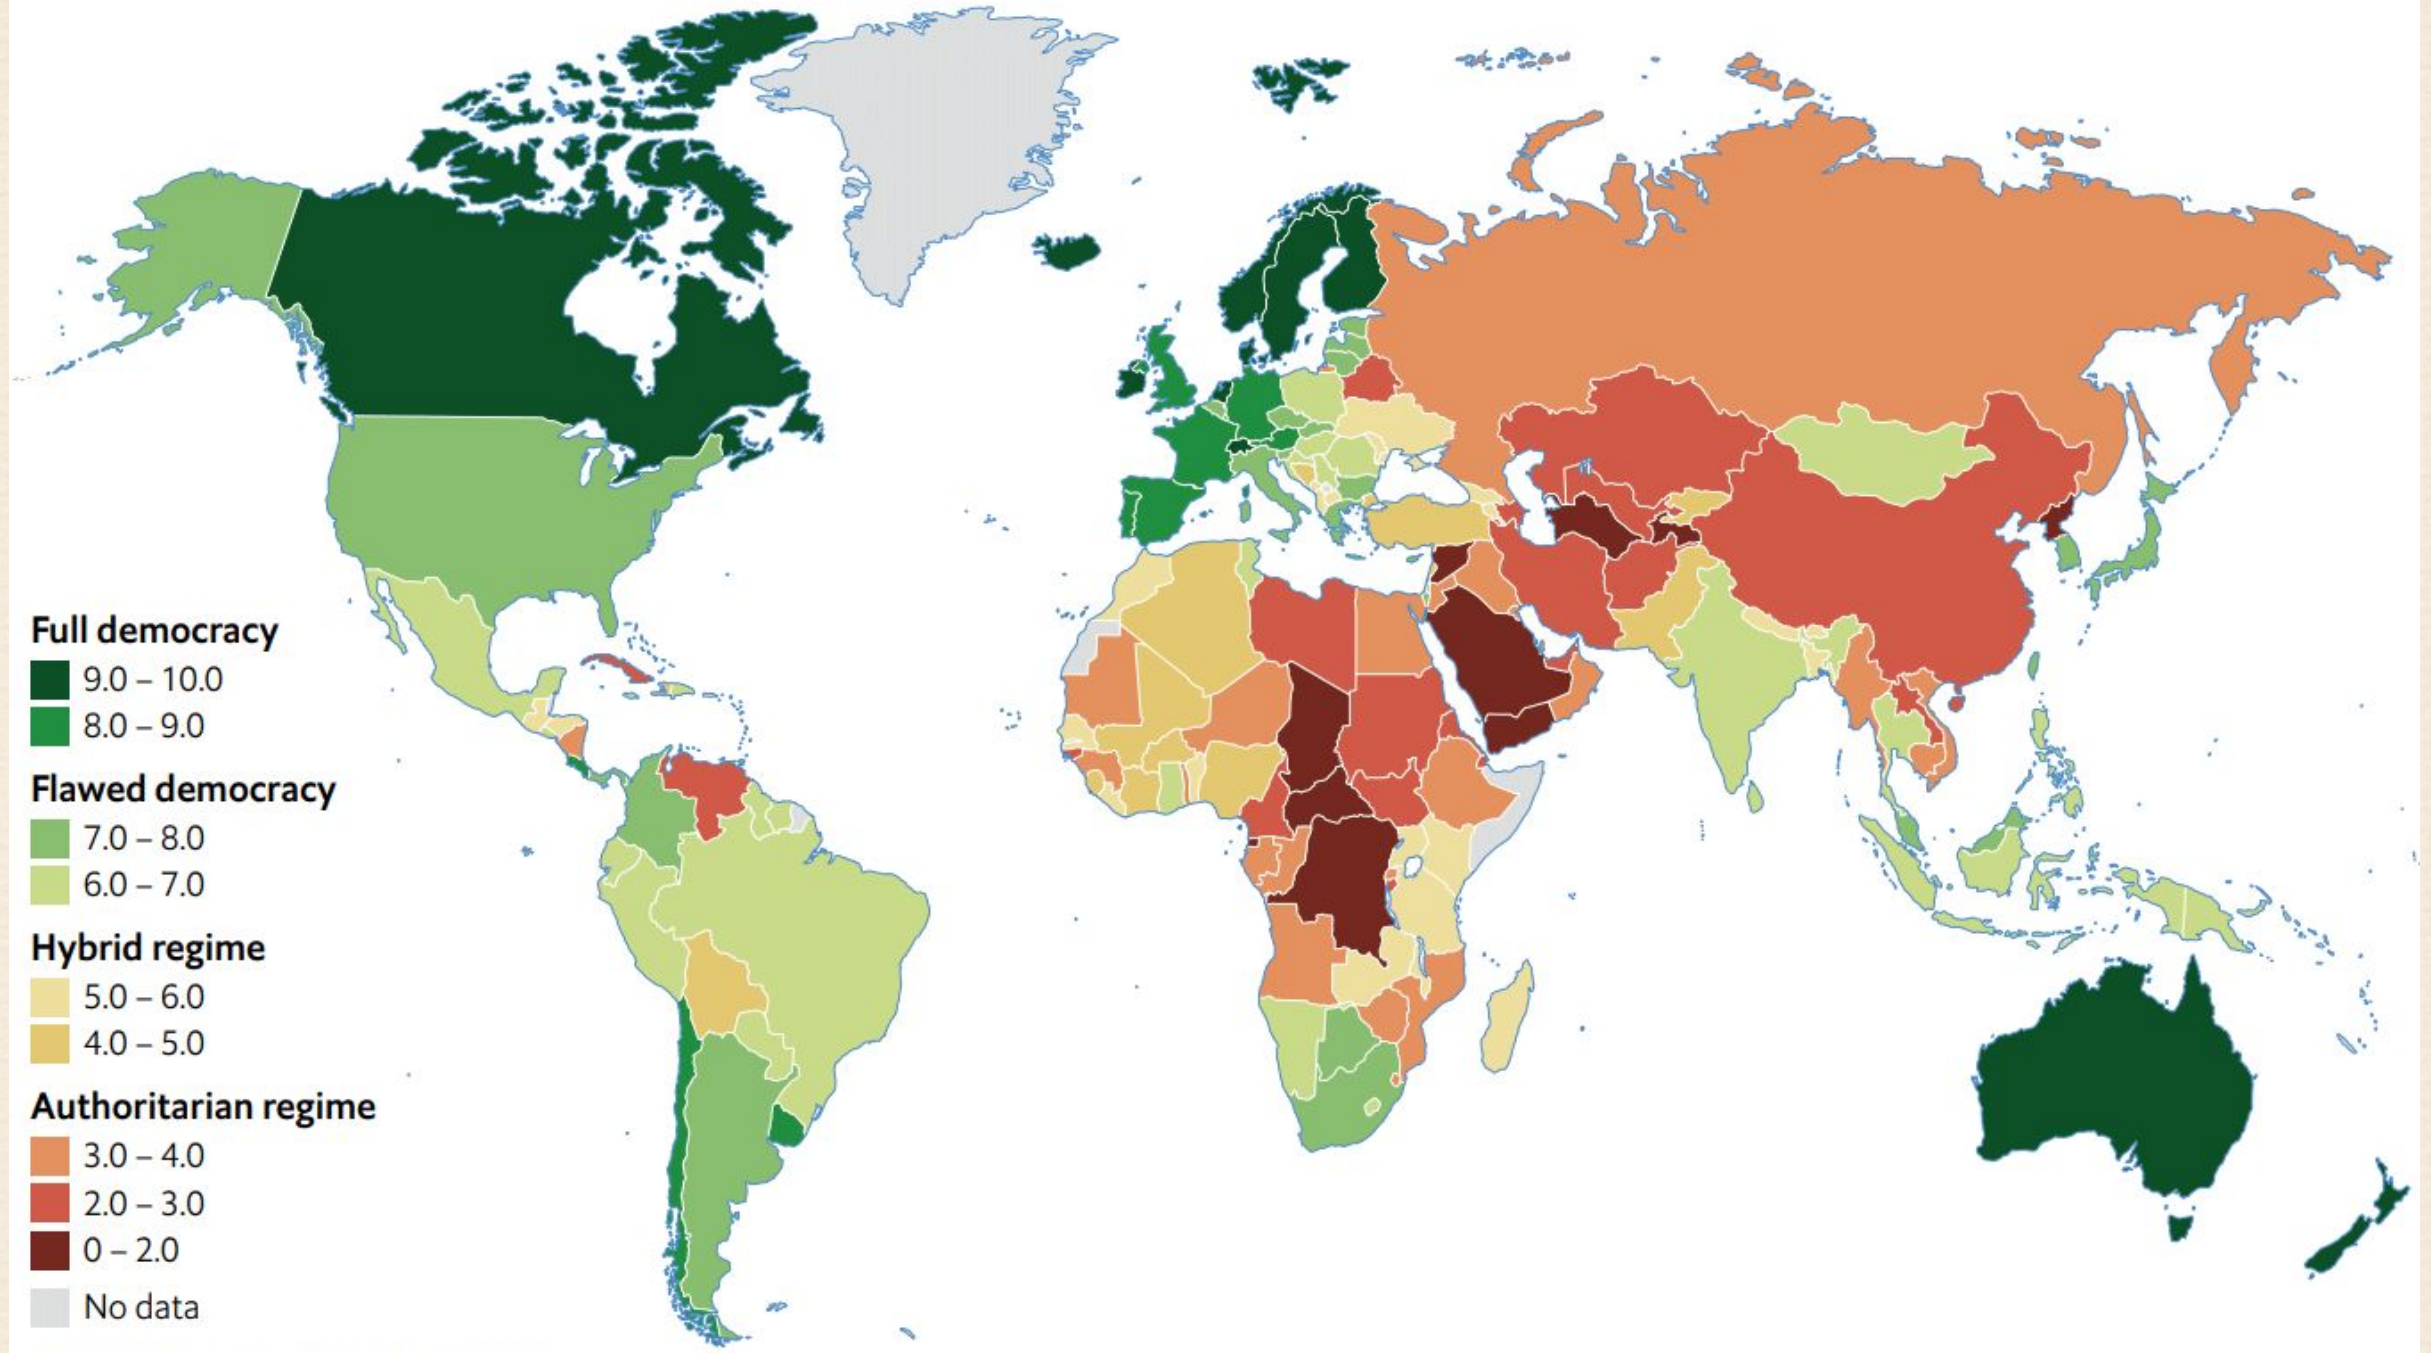 Full democracy
9.0 – 10.0
8.0 – 9.0
Flawed democracy
7.0 – 8.0
6.0 – 7.0
Hybrid regime
5.0 – 6.0
4.0 – 5.0
Authoritarian regime
3.0 – 4.0
2.0 – 3.0
0 – 2.0
No data